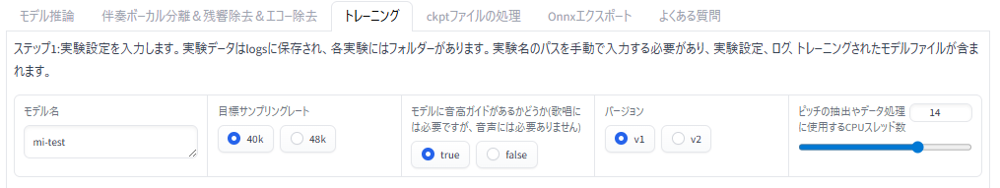 モデル推論
伴奏ボーカル分離＆残響除去＆エコー除去
トレーニング
ckptファイルの処理
Onnxエクスポート
よくある質問
ステップ1:実験設定を入力します。実験データはlogsに保存され、各実験にはフォルダーがあります。実験名のパスを手動で入力する必要があり、実験設定、ログ、トレーニングされたモデルファイルが含ま
れます。
モデル名
mi-test
目標サンプリングレート
40k
48k
モデルに音高ガイドがあるかどうか(歌唱
には必要ですが、音声には必要ありません)
true
false
バージョン
v1
v2
ピッチの抽出やデータ処理
に使用するCPUスレッド数
14